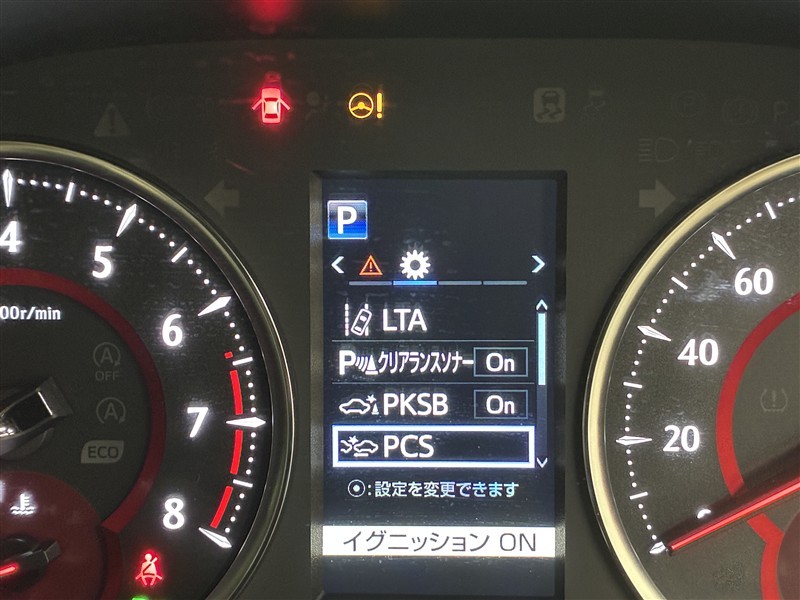 P
LTA
P クリアランスソナー On
PKSB On
PCS
:設定を変更できます
イグニッション ON
4
5
6
7
8
00r/min
A
OFF
A
ECO
60
40
20
P